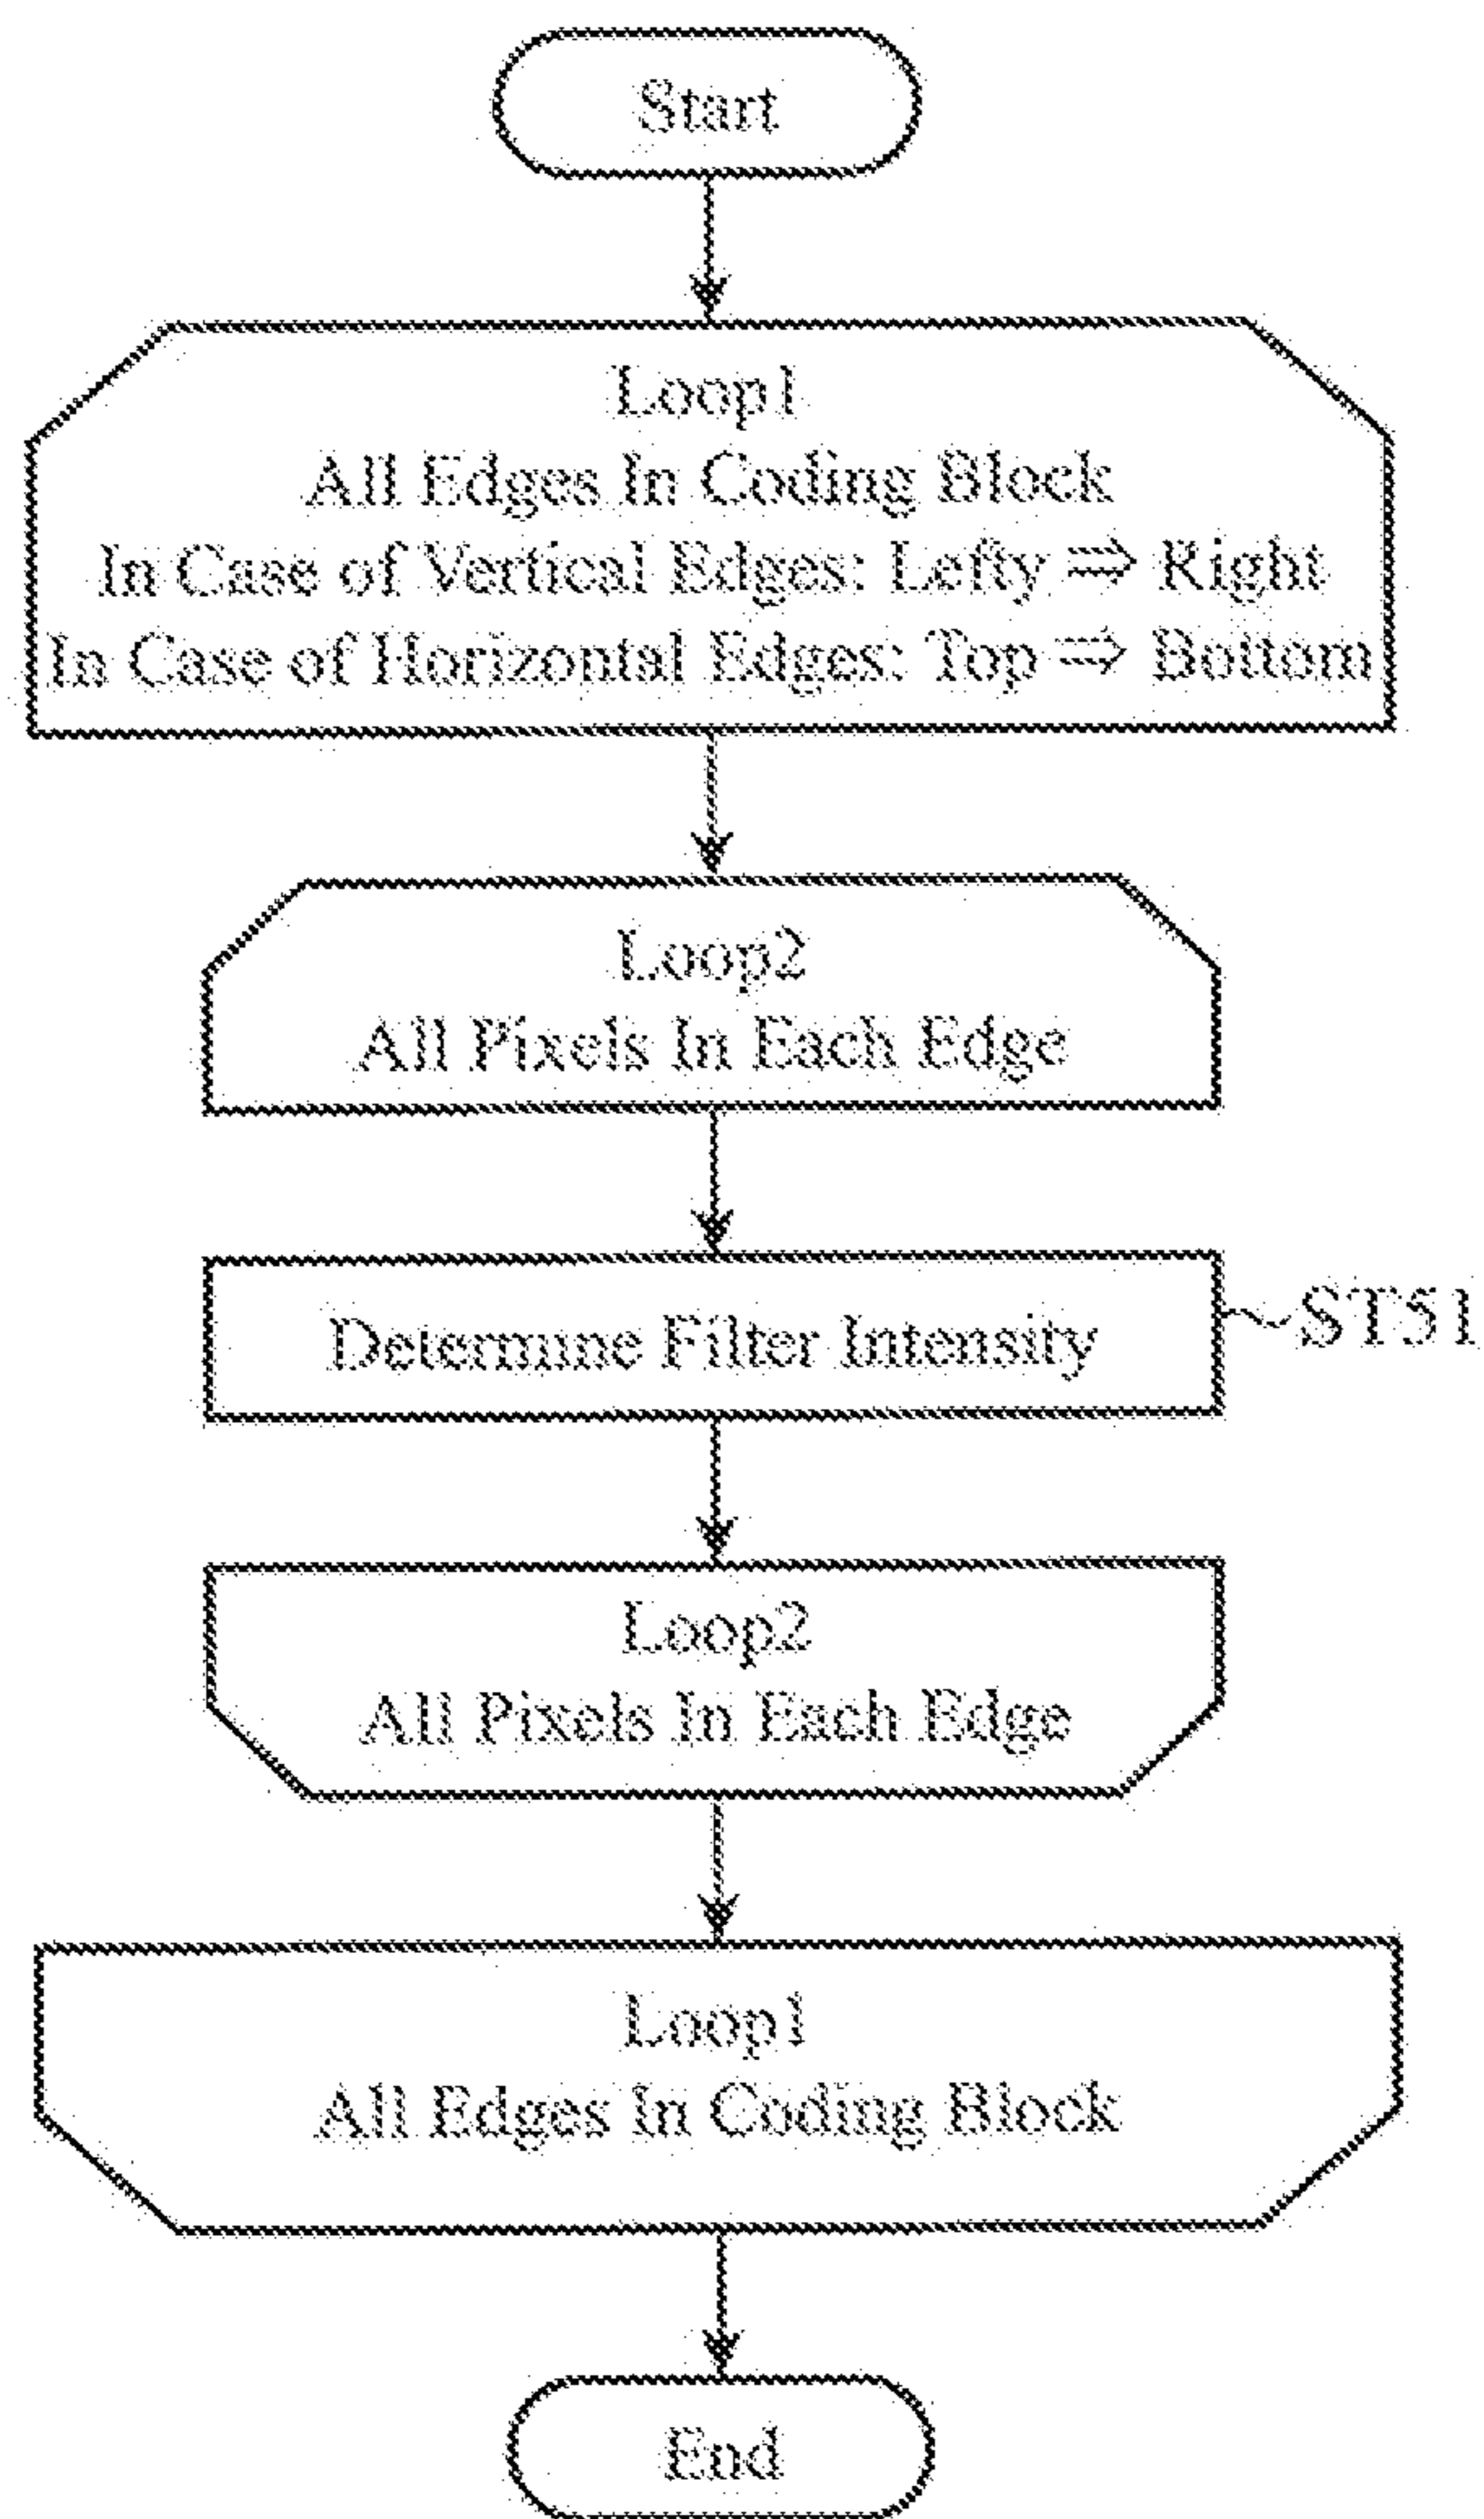 Start
Loop1
All Edges In Coding Block
In Case of Vertical Edges: Lefty ⇒ Right
In Case of Horizontal Edges: Top ⇒ Bottom
Loop2
All Pixels In Each Edge
Determine Filter Intensity
ST51
Loop2
All Pixels In Each Edge
Loop1
All Edges In Coding Block
End